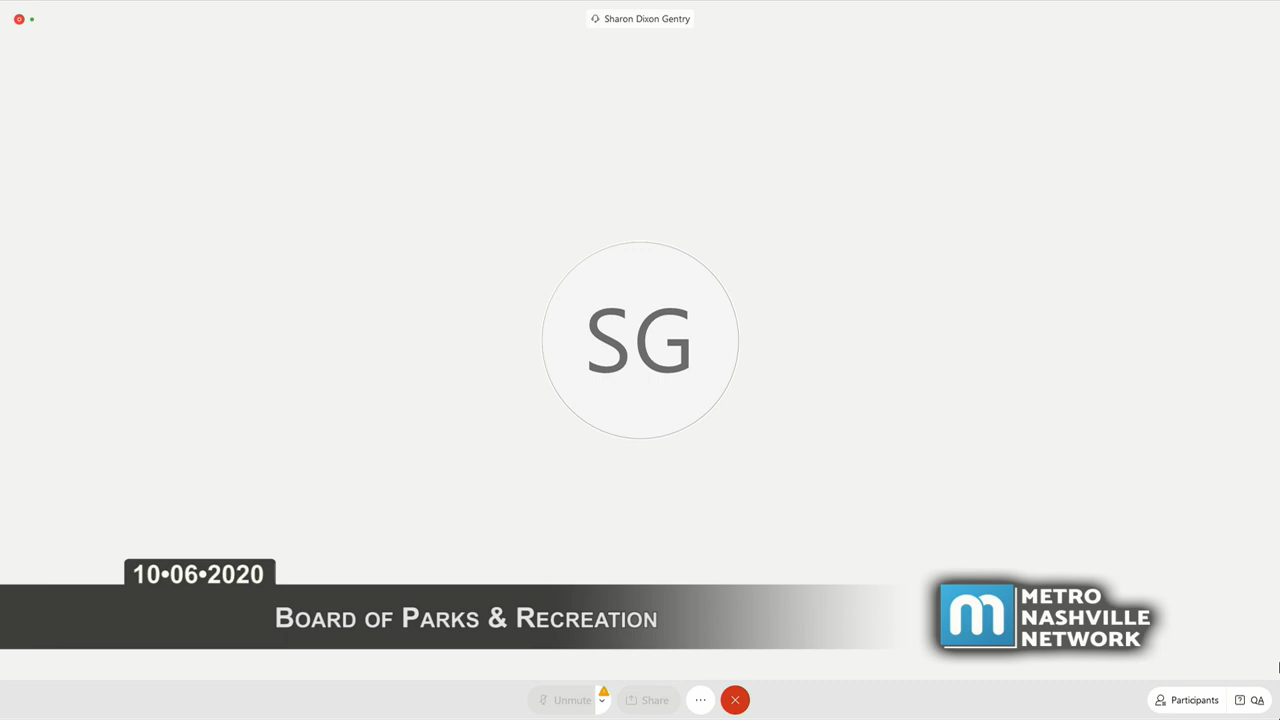 Sharon Dixon Gentry
SG
10•06•2020
Board of Parks & Recreation
m
METRO
NASHVILLE
NETWORK
Unmute
Share
Participants
QA